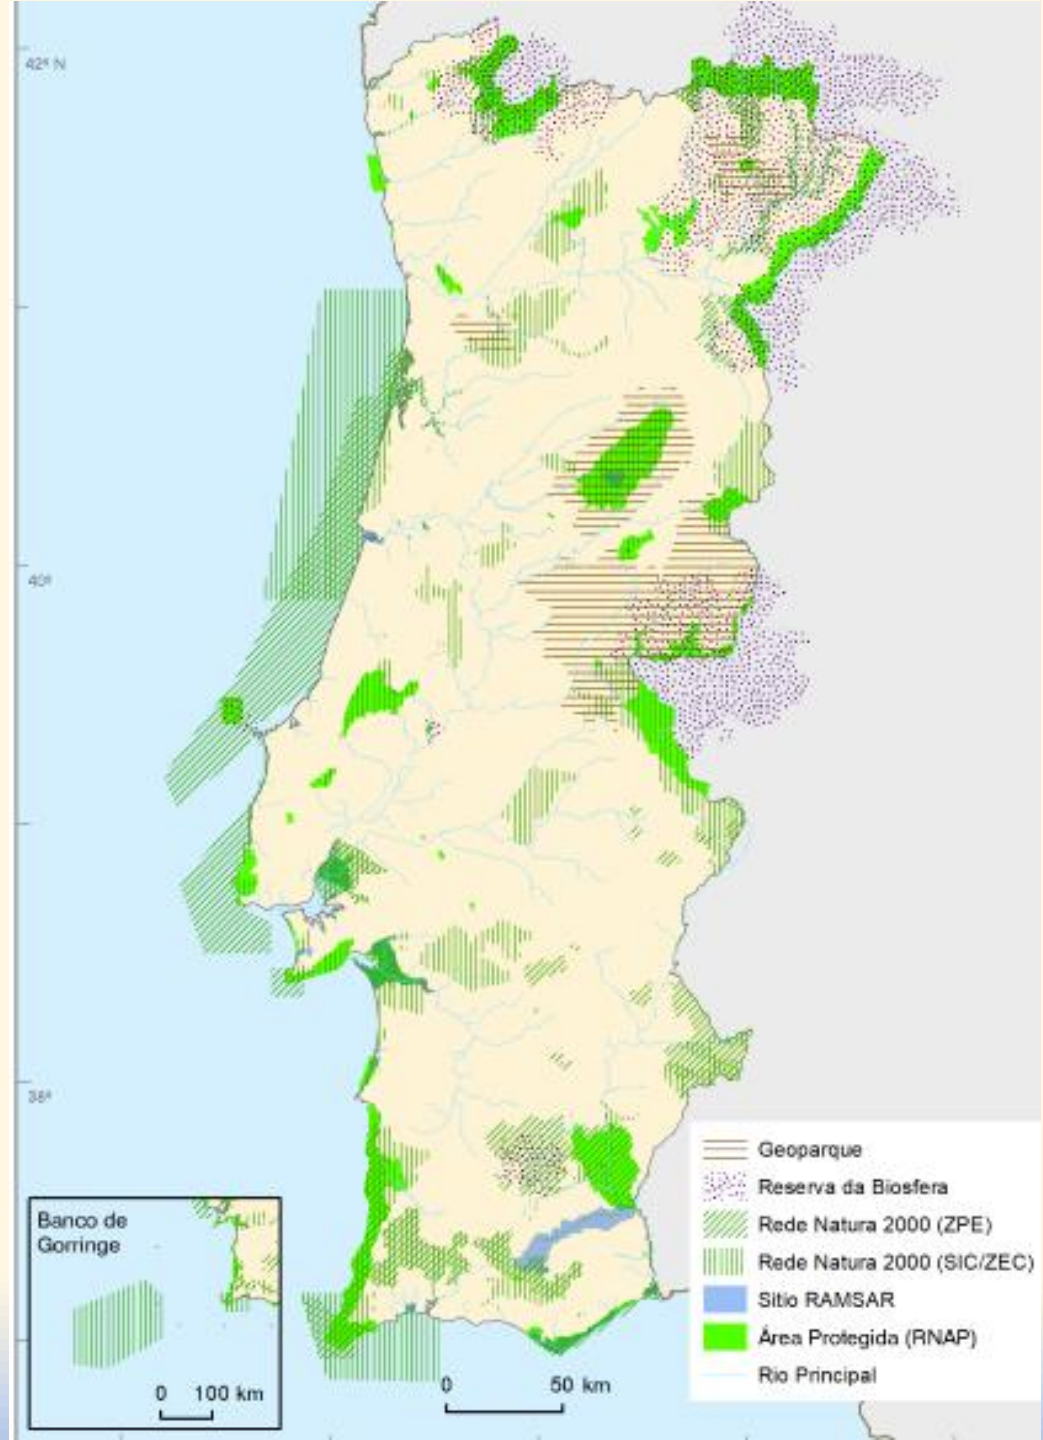 42º N
40º
38º
Banco de
Gorringe
0 100 km
0 50 km
Geoparque
Reserva da Biosfera
Rede Natura 2000 (ZPE)
Rede Natura 2000 (SIC/ZEC)
Sitio RAMSAR
Área Protegida (RNAP)
Rio Principal